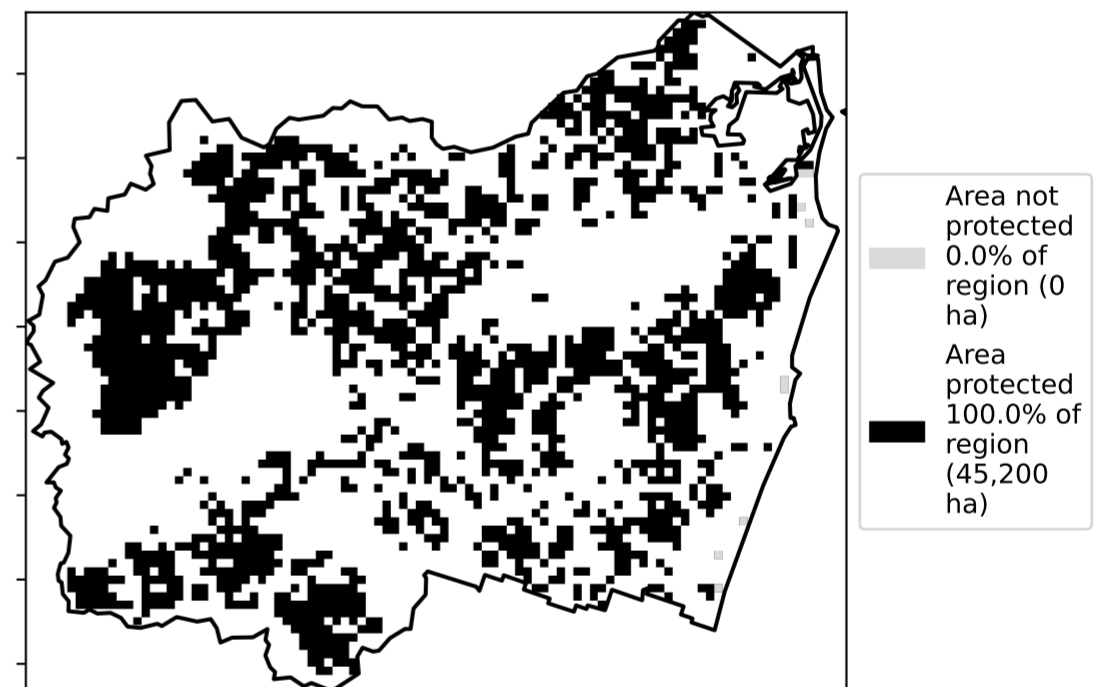 Area not
protected
0.0% of
region (0
ha)
Area
protected
100.0% of
region
(45,200
ha)